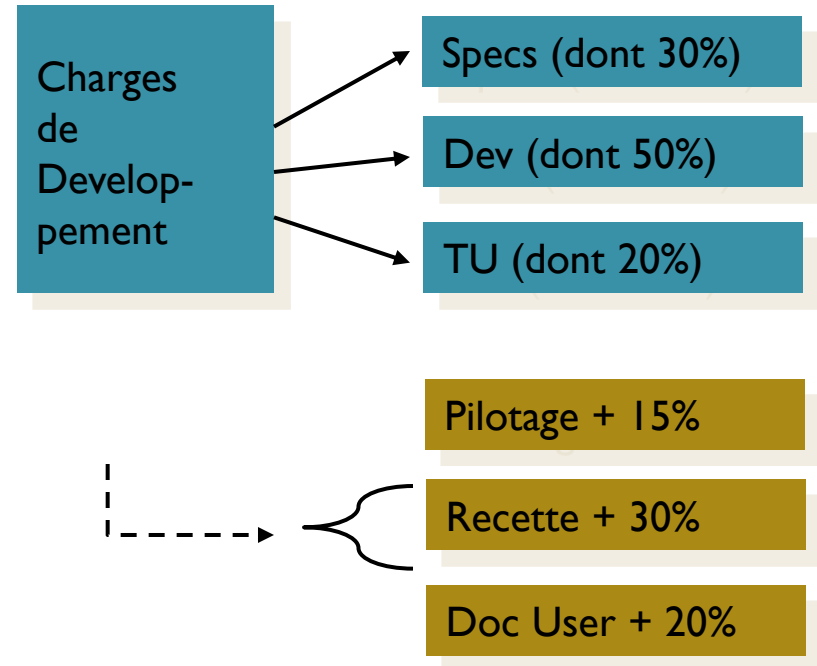 Charges
de
Develop-
pement
Specs (dont 30%)
Dev (dont 50%)
TU (dont 20%)
Pilotage + 15%
Recette + 30%
Doc User + 20%